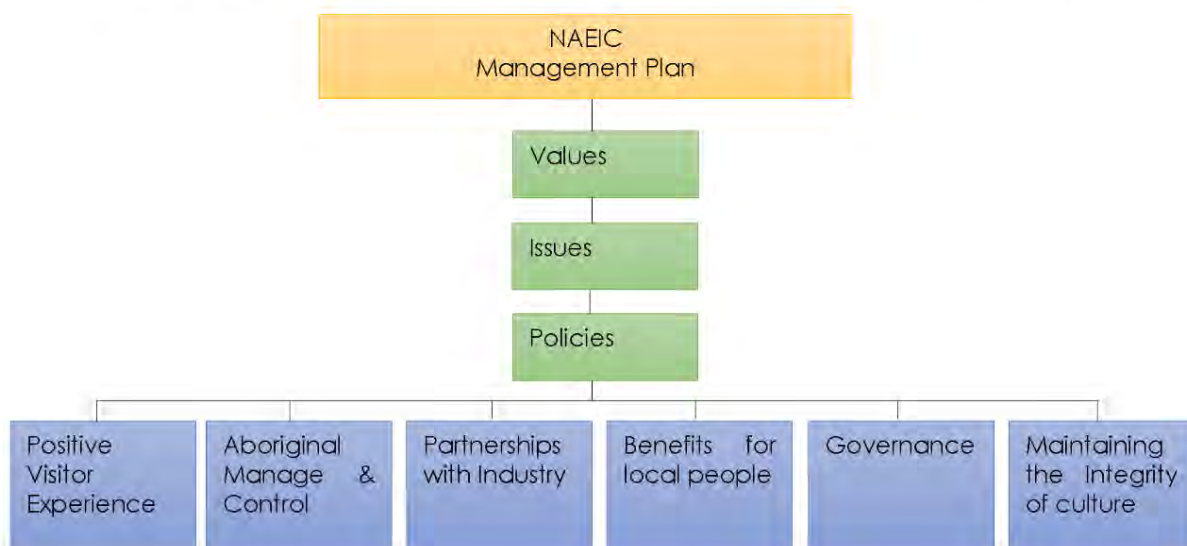 NAEIC
Management Plan
Values
Issues
Policies
Positive
Visitor
Experience
Aboriginal
Manage &
Control
Partnerships
with Industry
Benefits for
local people
Governance
Maintaining
the Integrity
of culture